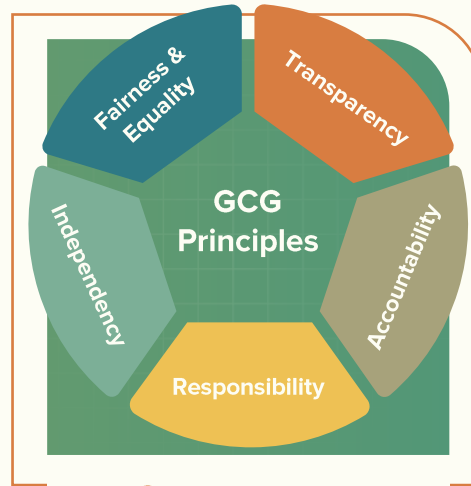 Fairness &
Equality
Transparency
GCG
Principles
Independency
Accountability
Responsibility